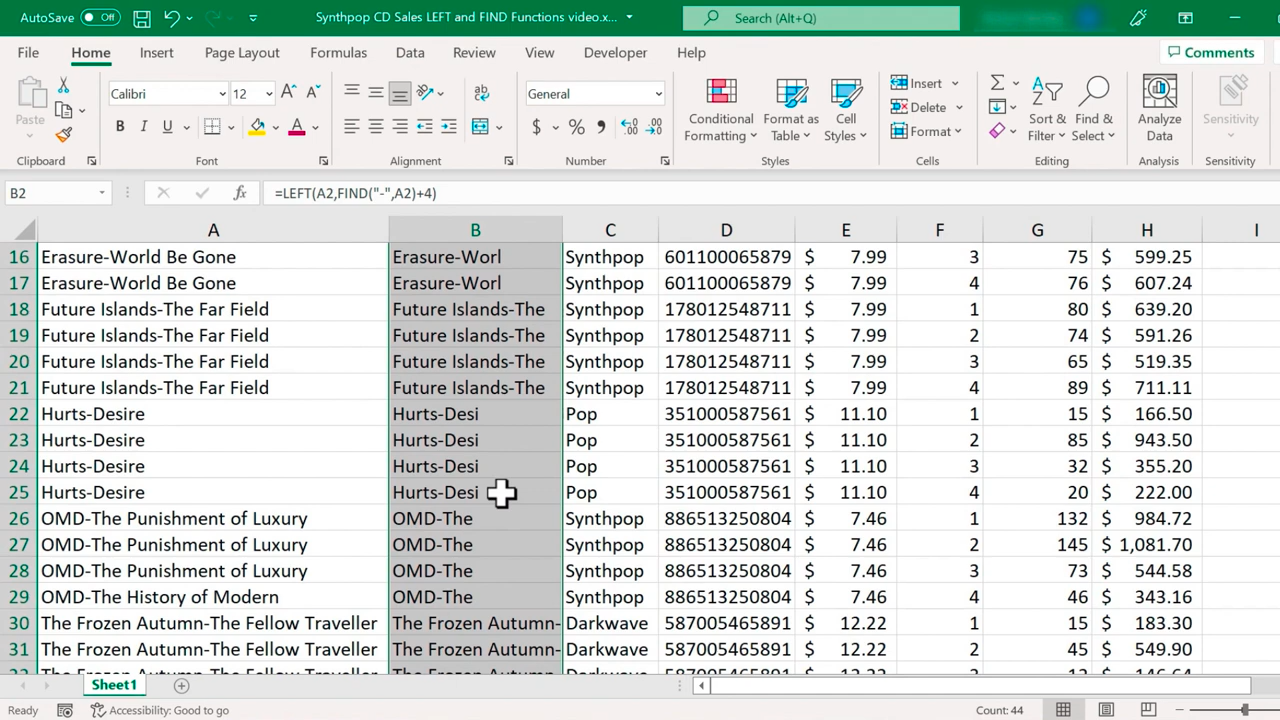 AutoSave Off Synthpop CD Sales LEFT and FIND Functions video.x... Search (Alt+Q)
File Home Insert Page Layout Formulas Data Review View Developer Help Comments
Paste Calibri 12 General Conditional Formatting Format as Table Cell Styles Insert Delete Format Sort & Filter Find & Select Analyze Data Sensitivity
Clipboard Font Alignment Number Styles Cells Editing Analysis Sensitivity
B2 fx =LEFT(A2,FIND("-",A2)+4)
A B C D E F G H I
16 Erasure-World Be Gone Erasure-Worl Synthpop 601100065879 $ 7.99 3 75 $ 599.25
17 Erasure-World Be Gone Erasure-Worl Synthpop 601100065879 $ 7.99 4 76 $ 607.24
18 Future Islands-The Far Field Future Islands-The Synthpop 178012548711 $ 7.99 1 80 $ 639.20
19 Future Islands-The Far Field Future Islands-The Synthpop 178012548711 $ 7.99 2 74 $ 591.26
20 Future Islands-The Far Field Future Islands-The Synthpop 178012548711 $ 7.99 3 65 $ 519.35
21 Future Islands-The Far Field Future Islands-The Synthpop 178012548711 $ 7.99 4 89 $ 711.11
22 Hurts-Desire Hurts-Desi Pop 351000587561 $ 11.10 1 15 $ 166.50
23 Hurts-Desire Hurts-Desi Pop 351000587561 $ 11.10 2 85 $ 943.50
24 Hurts-Desire Hurts-Desi Pop 351000587561 $ 11.10 3 32 $ 355.20
25 Hurts-Desire Hurts-Desi Pop 351000587561 $ 11.10 4 20 $ 222.00
26 OMD-The Punishment of Luxury OMD-The Synthpop 886513250804 $ 7.46 1 132 $ 984.72
27 OMD-The Punishment of Luxury OMD-The Synthpop 886513250804 $ 7.46 2 145 $ 1,081.70
28 OMD-The Punishment of Luxury OMD-The Synthpop 886513250804 $ 7.46 3 73 $ 544.58
29 OMD-The History of Modern OMD-The Synthpop 886513250804 $ 7.46 4 46 $ 343.16
30 The Frozen Autumn-The Fellow Traveller The Frozen Autumn- Darkwave 587005465891 $ 12.22 1 15 $ 183.30
31 The Frozen Autumn-The Fellow Traveller The Frozen Autumn- Darkwave 587005465891 $ 12.22 2 45 $ 549.90
Sheet1
Ready Accessibility: Good to go Count: 44